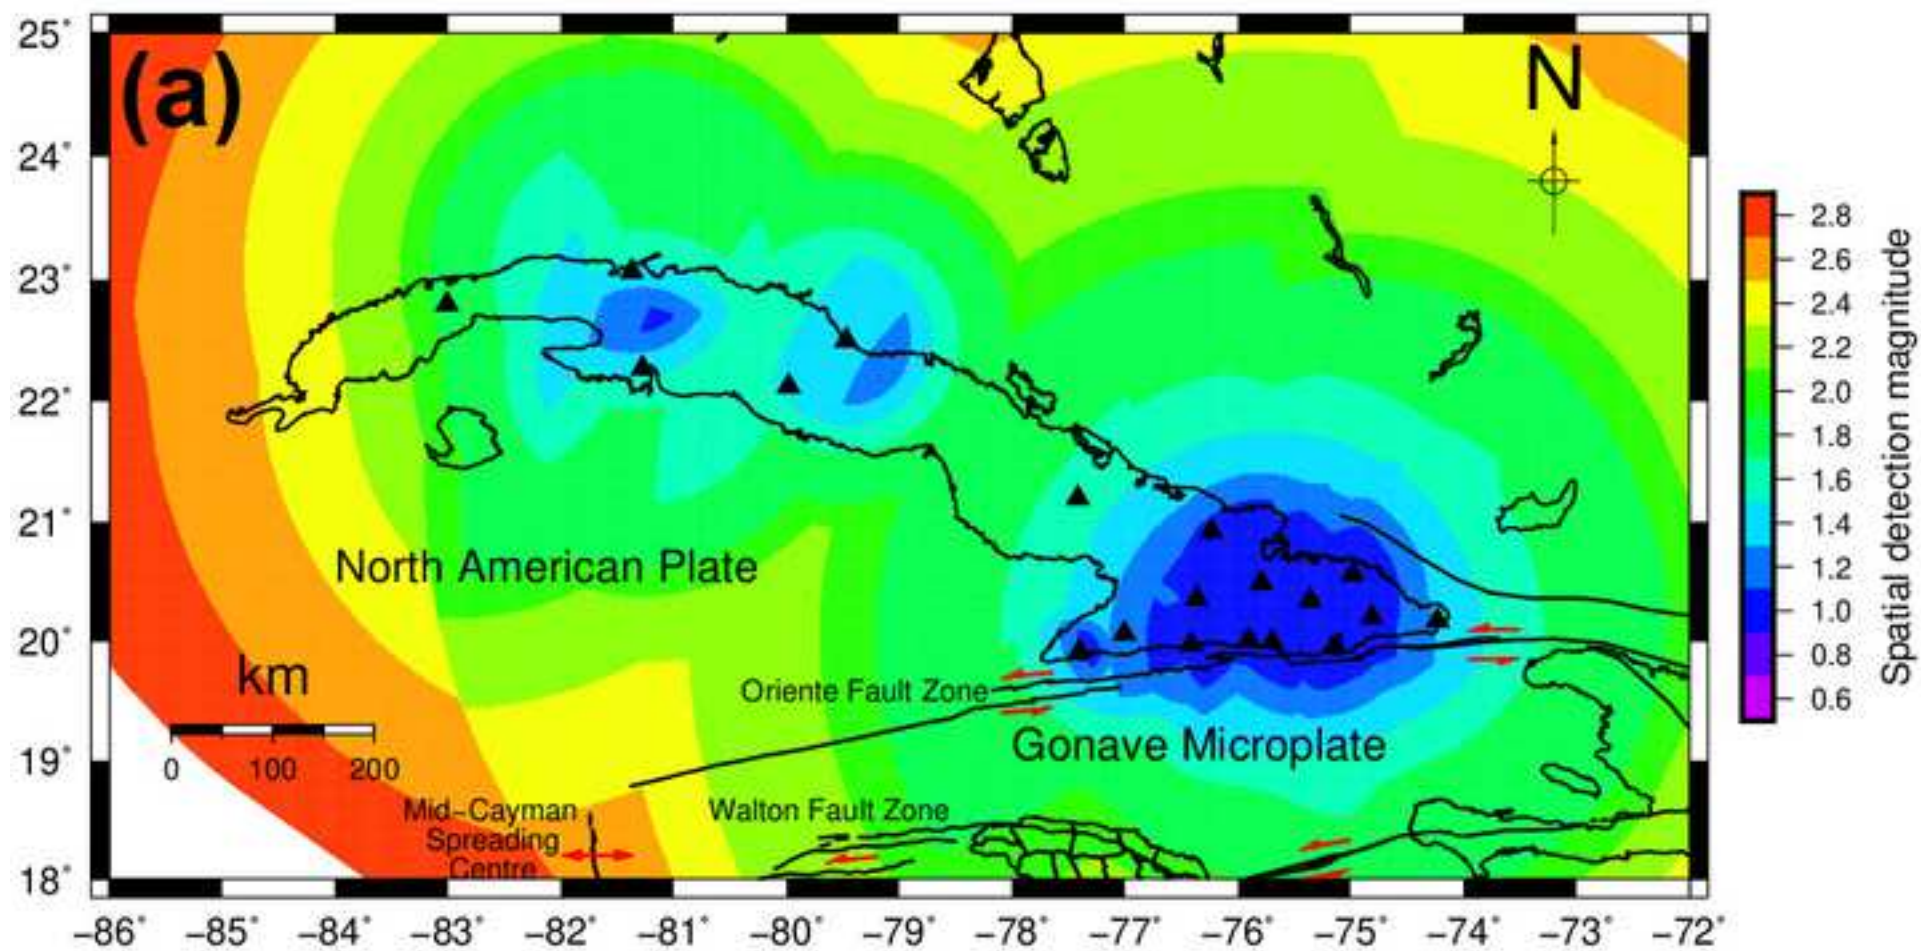 25°
(a)
N
24°
23°
22°
21°
20°
19°
18°
North American Plate
km
0 100 200
Oriente Fault Zone
Gonave Microplate
Mid-Cayman
Spreading
Centre
Walton Fault Zone
-86° -85° -84° -83° -82° -81° -80° -79° -78° -77° -76° -75° -74° -73° -72°
2.8
2.6
2.4
2.2
2.0
1.8
1.6
1.4
1.2
1.0
0.8
0.6
Spatial detection magnitude